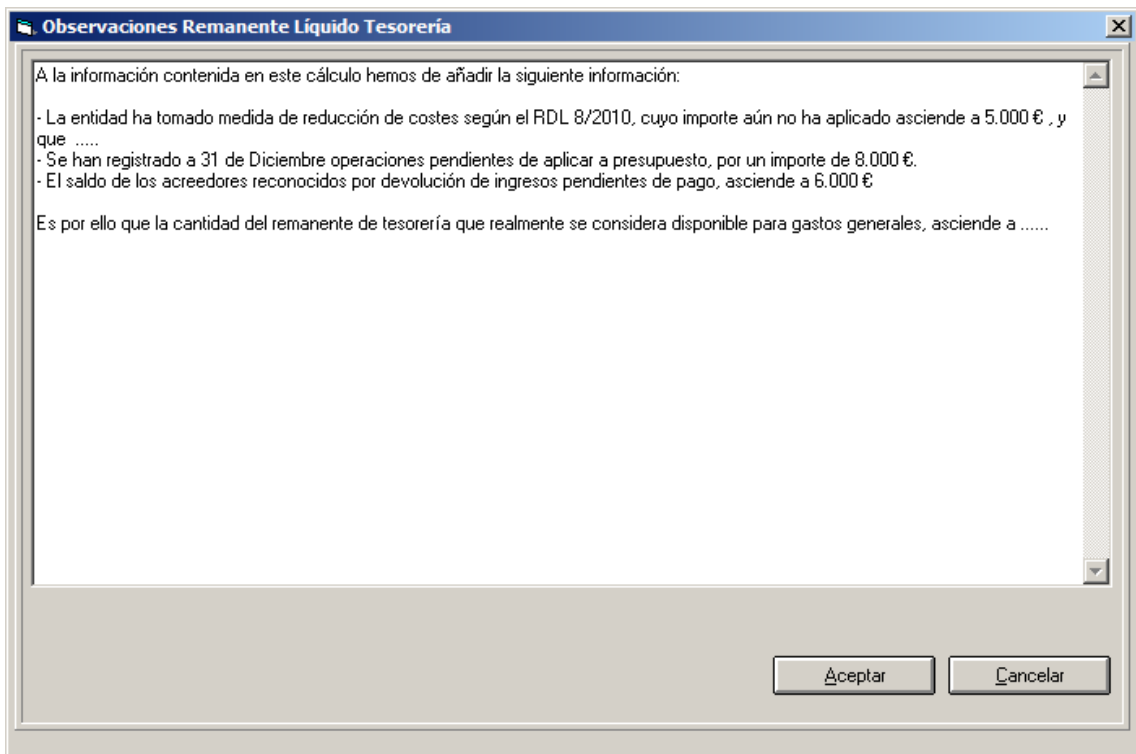 Observaciones Remanente Líquido Tesorería
A la información contenida en este cálculo hemos de añadir la siguiente información:
- La entidad ha tomado medida de reducción de costes según el RDL 8/2010, cuyo importe aún no ha aplicado asciende a 5.000 € , y
que .....
- Se han registrado a 31 de Diciembre operaciones pendientes de aplicar a presupuesto, por un importe de 8.000 €.
- El saldo de los acreedores reconocidos por devolución de ingresos pendientes de pago, asciende a 6.000 €
Es por ello que la cantidad del remanente de tesorería que realmente se considera disponible para gastos generales, asciende a ......
Aceptar
Cancelar